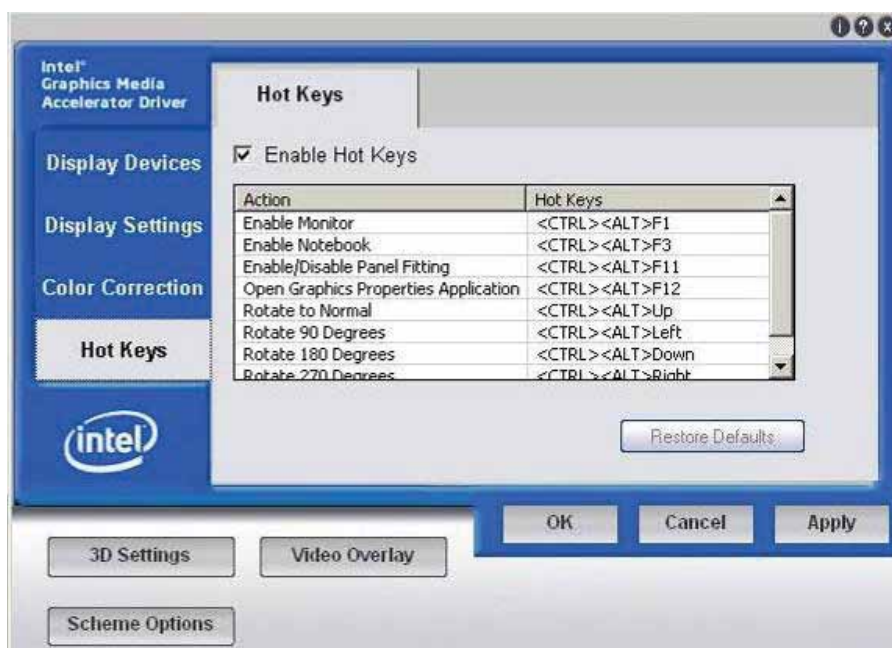 Intel®
Graphics Media
Accelerator Driver
Display Devices
Display Settings
Color Correction
Hot Keys
intel
Hot Keys
Enable Hot Keys
Action Hot Keys
Enable Monitor <CTRL><ALT>F1
Enable Notebook <CTRL><ALT>F3
Enable/Disable Panel Fitting <CTRL><ALT>F11
Open Graphics Properties Application <CTRL><ALT>F12
Rotate to Normal <CTRL><ALT>Up
Rotate 90 Degrees <CTRL><ALT>Left
Rotate 180 Degrees <CTRL><ALT>Down
Rotate 270 Degrees <CTRL><ALT>Right
Restore Defaults
OK Cancel Apply
3D Settings Video Overlay
Scheme Options